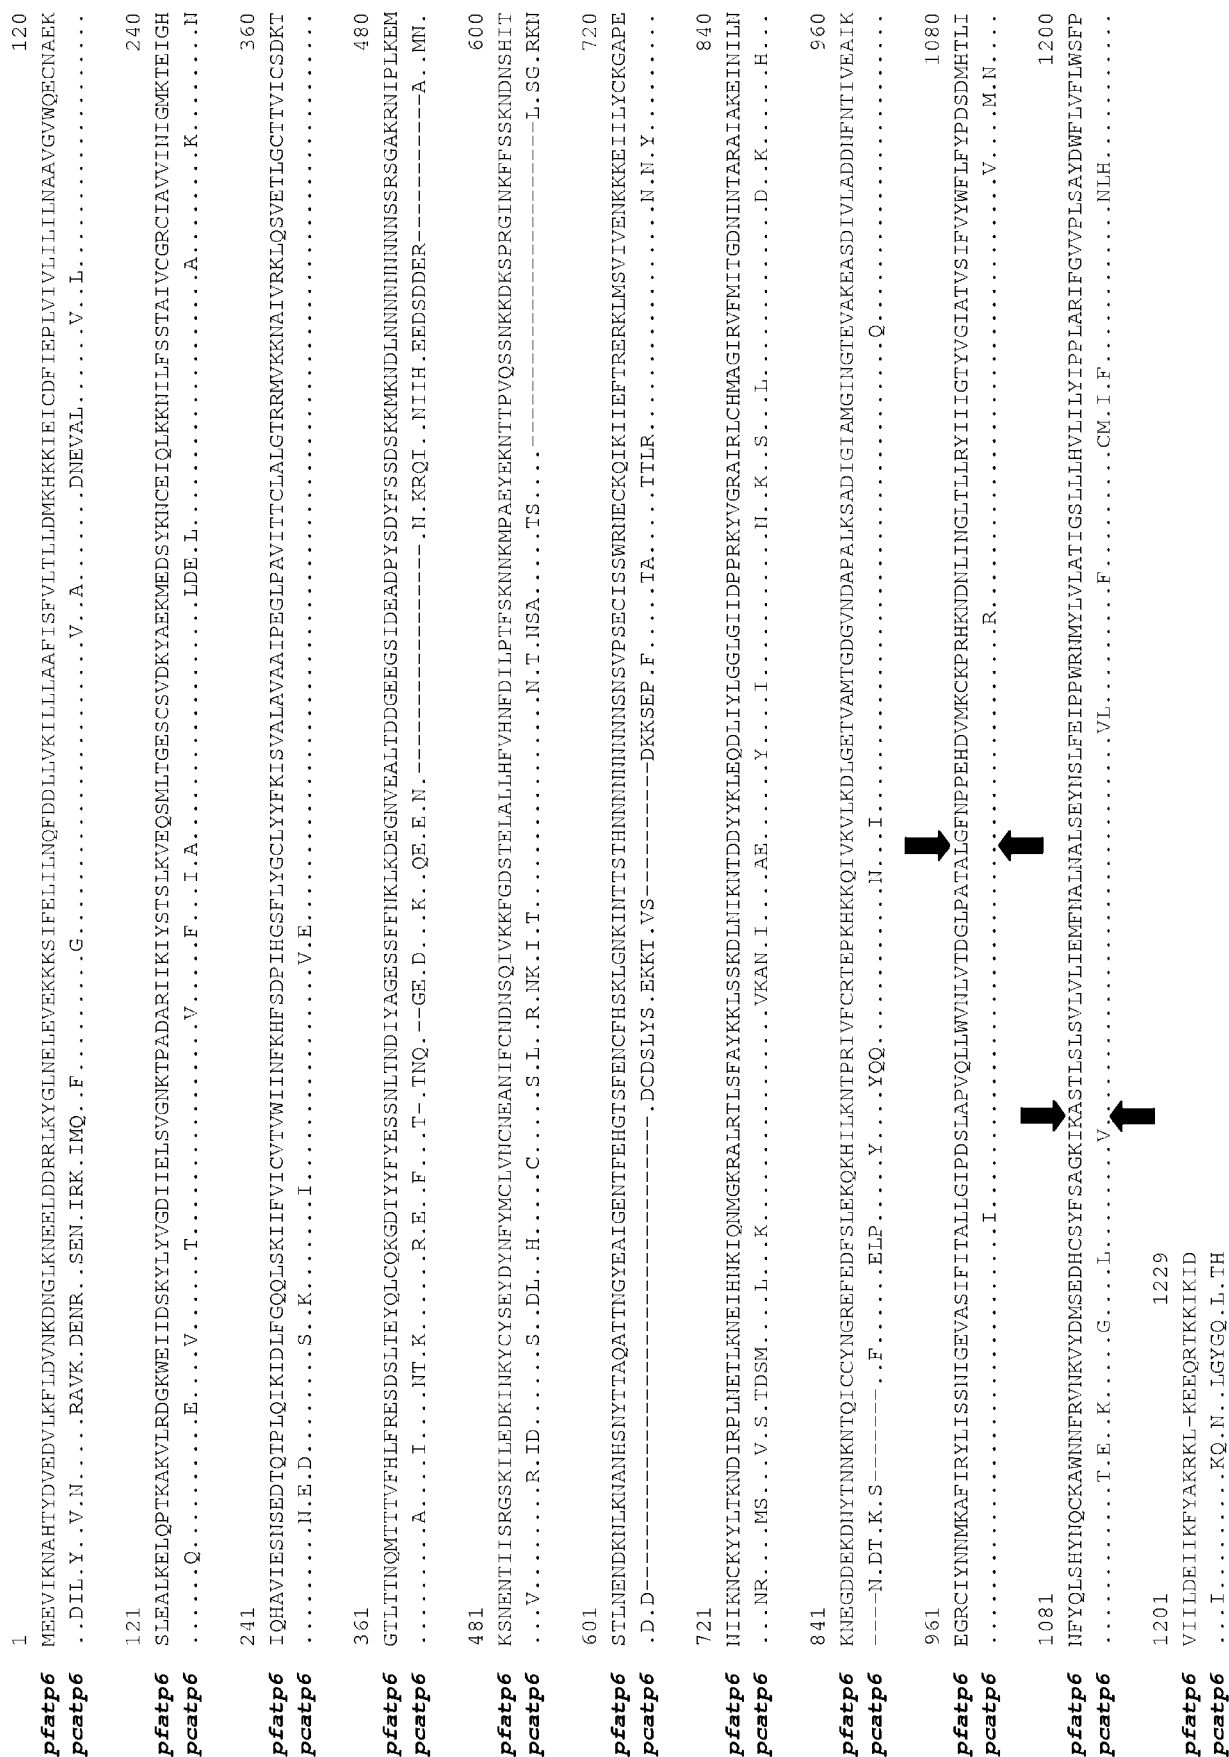 1 120
pfatp6 MEEVIKNAHTYDVEDVLKFLDVNKDNGLKNEELDDRRLKYGLNELEVEKKKSIFELILNQFDDLLVKILLLAAFISFVLTLLDMKHKKIEICDFIEPLVIVLILILNAAVGVWQECNAEK
pcatp6 ..DIL.Y..V.N....RAVK.DENR..SEN.IRK.IMQ..F.........G.......................V..A.......DNEVAL.....V..L....................
121 240
pfatp6 SLEALKELQPTKAKVLRDGKWEIIDSKYLYVGDIIELSVGNKTPADARIIKIYSTSLKVEQSMLTGESCSVDKYAEKMEDSYKNCEIQLKKNILFSSTAIVCGRCIAVVINIGMKTEIGH
pcatp6 ......Q..........E....V......T................V.....F...I.A..................LDE.L...................A........K........N
241 360
pfatp6 IQHAVIESNSEDTQTPLQIKIDLFGQQLSKIIFVICVTVWIINFKHFSDPIHGSFLYGCLYYFKISVALAVAAIPEGLPAVITTCLALGTRRMVKKNAIVRKLQSVETLGCTTVICSDKT
pcatp6 .........N.E.D........S..K.......I................V.E...................................................................
361 480
pfatp6 GTLTTNQMTTTVFHLFRESDSLTEYQLCQKGDTYYFYESSNLTNDIYAGESSFFNKLKDEGNVEALTDDGEEGSIDEADPYSDYFSSDSKKMKNDLNNNNNNNNSSRSGAKRNIPLKEM
pcatp6 .........A....I....NT.K.......R.E..F..T-.TNQ.--GE.D...K..QE.E.N.-----------------.N.KRQI..NIIH.EEDSDDER-----------A..MN.
481 600
pfatp6 KSNENTIISRGSKILEDKINKYCYSEYDYNFYMCLVNCNEANIFCNDNSQIVKKFGDSTELALLHFVHNFDILPTFSKNNKMPAEYEKNTTPVQSSNKKDKSPRGINKFFSSKNDNSHIT
pcatp6 ...V.......R.ID......S..DL..H.....C.....S.L..R.NK.I.T................N.T.NSA....TS....----------------------------L.SG.RKN
601 720
pfatp6 STLNENDKNLKNANHSNYTTAQATTNGYEAIGENTFEHGTSFENCFHSKLGNKINTTSTHNNNNNNNNNSNSVPSECISSWRNECKQIKIIEFTRERKLMSVIVENKKKEIILYCKGAPE
pcatp6 .D.D-----------------------------------.DCDSLYS.EKKT.VS----------DKKSEP.F....TA.....TTLR..................N.N.Y.........
721 840
pfatp6 NIIKNCKYYLTKNDIRPLNETLKNEIHNKIQNMGKRALRTLSFAYKKLSSKDLNIKNTDDYYKLEQDLIYLGGLGIIDPPRKYVGRAIRLCHMAGIRVFMITGDNINTARAIAKEINILN
pcatp6 ...NR....MS...V.S.TDSM...L...K................VKAN.I...AE.....Y....I...........N..K..S...L.............D..K........H....
841 960
pfatp6 KNEGDDEKDNYTNNKNTQICCYNGREFEDFSLEKQKHILKNTPRIVFCRTEPKHKKQIVKVLKDLGETVAMTGDGVNDAPALKSADIGIAMGINGTEVAKEASDIVLADDNFNTIVEAIK
pcatp6 ----N.DT.K.S-------..F.....ELP....Y....YQQ...........N...I....................................Q.........................
961 1080
pfatp6 EGRCIYNNMKAFIRYLISSNIGEVASIFITALLGIPDSLAPVQLLWVNLVTDGLPATALGFNPPEHDVMKCKPRHKNDNLINGLTLLRYIIIGTYVGIATVSIFVYWFLFYPDSDMHTLI
pcatp6 ...............................I..........................................R.................................V.....M.N...
1081 1200
pfatp6 NFYQLSHYNQCKAWNNFRVNKVYDMSEDHCSYFSAGKIKASTLSLSVLVLIEMFNALNALSEYNSLFEIPPWRNMYLVLATIGSLLLHVLILYIPPLARIFGVVPLSAYDWFLVFLWSFP
pcatp6 ............T.E..K.....G....L.........V.............................VL...........F.........CM.I.F............NLH........
1201 1229
pfatp6 VIILDEIIKFYAKRKL-KEEQRTKKIKID
pcatp6 ...I........KQ.N..LGYGQ.L.TH